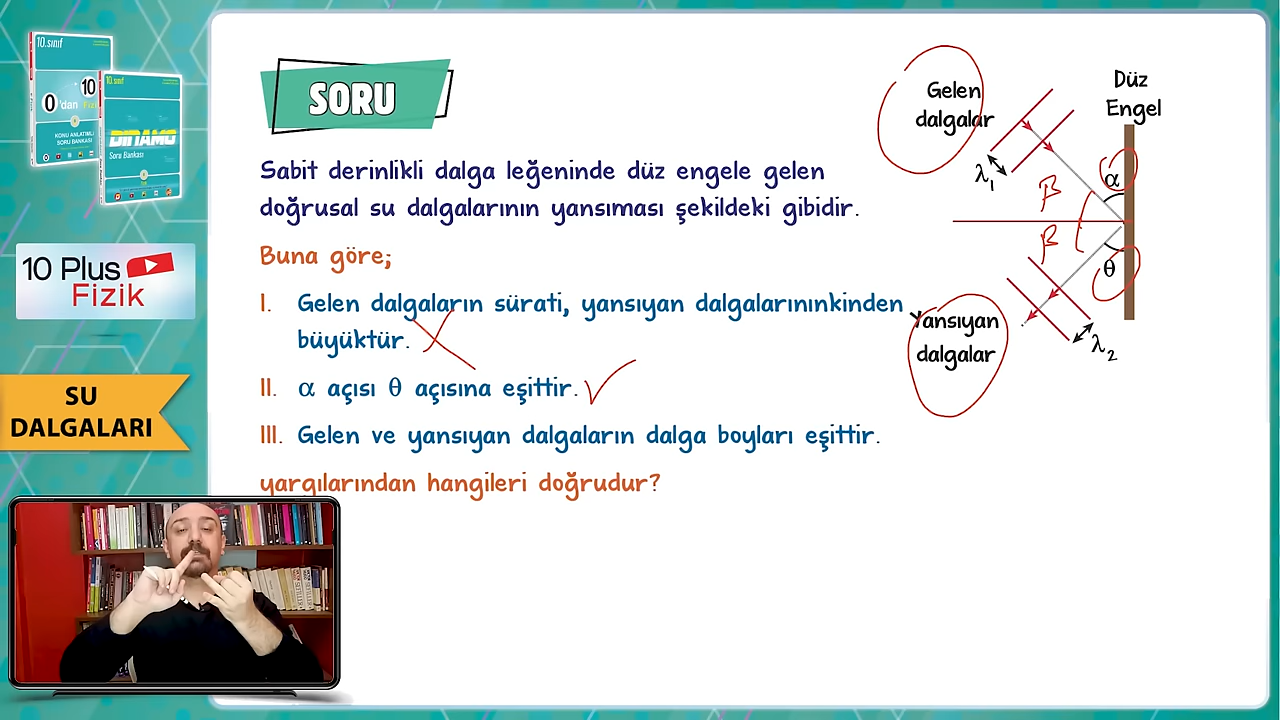 10.sınıf
0'dan 10
KONU ANLATIMLI
SORU BANKASI
10.sınıf
DİNAMO
Soru Bankası
10 Plus
Fizik
SU
DALGALARI
SORU
Sabit derinlikli dalga leğeninde düz engele gelen
doğrusal su dalgalarının yansıması şekildeki gibidir.
Buna göre;
I. Gelen dalgaların sürati, yansıyan dalgalarınınkinden
büyüktür.
II. α açısı θ açısına eşittir.
III. Gelen ve yansıyan dalgaların dalga boyları eşittir.
yargılarından hangileri doğrudur?
Gelen
dalgalar
Düz
Engel
λ1
α
β
β
θ
Yansıyan
dalgalar
λ2